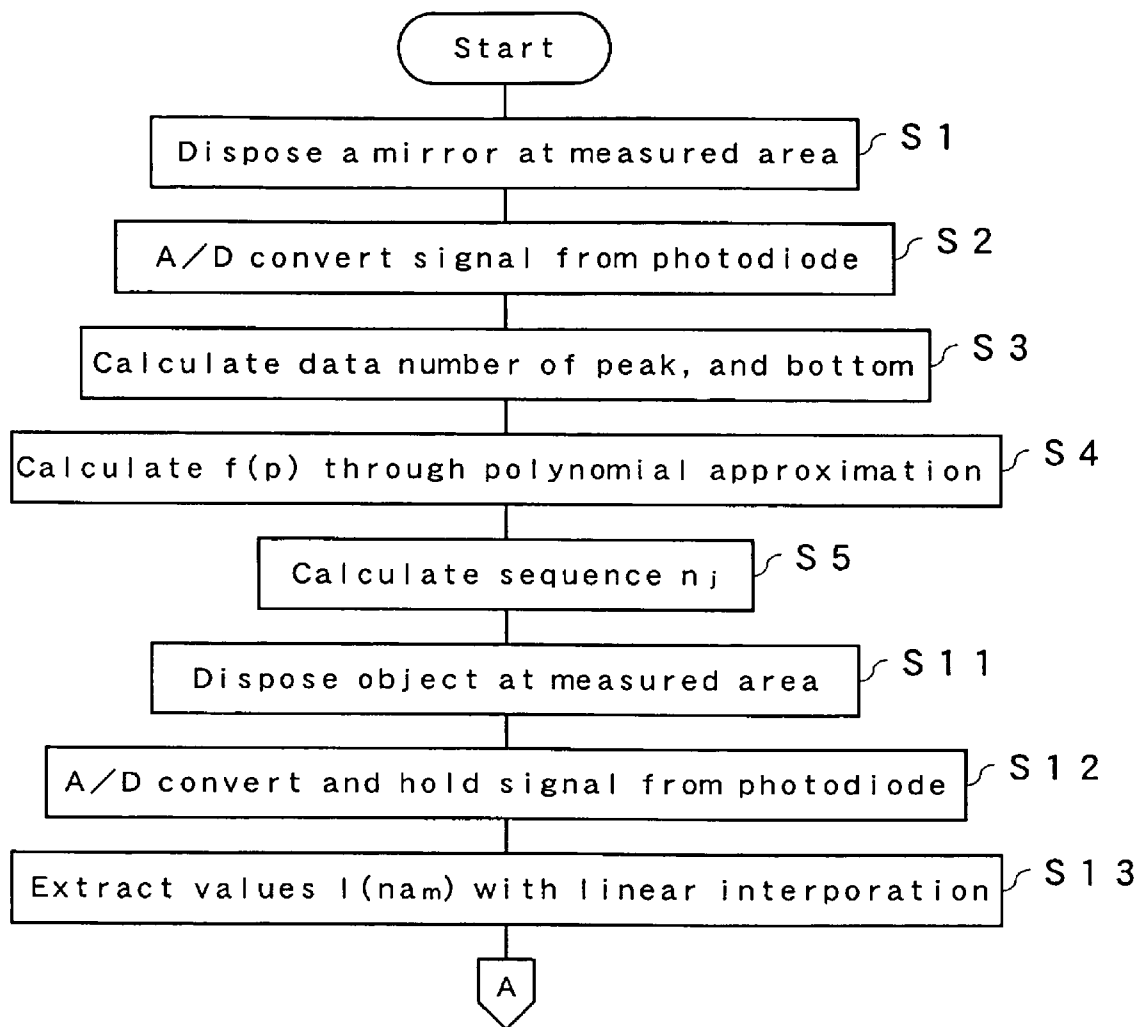 Start
Dispose a mirror at measured area
S1
A/D convert signal from photodiode
S2
Calculate data number of peak, and bottom
S3
Calculate f(p) through polynomial approximation
S4
Calculate sequence nj
S5
Dispose object at measured area
S11
A/D convert and hold signal from photodiode
S12
Extract values I(nam) with linear interporation
S13
A